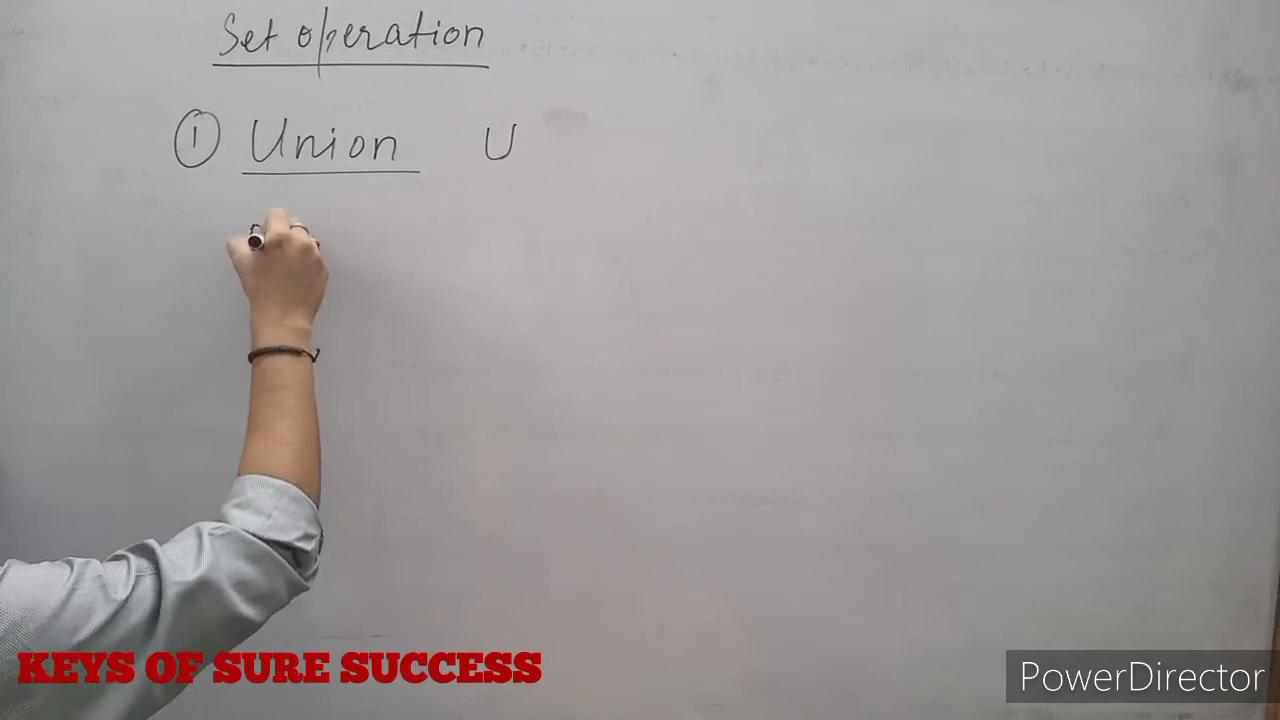 Set operation
① Union U
KEYS OF SURE SUCCESS
PowerDirector